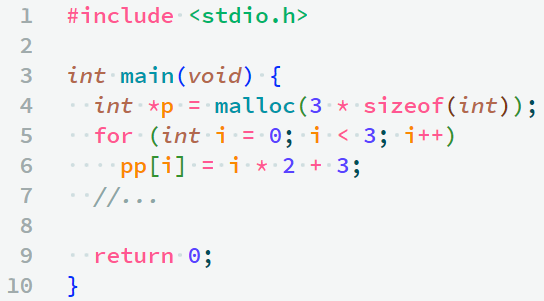 1 #include <stdio.h>
2
3 int main(void) {
4   int *p = malloc(3 * sizeof(int));
5   for (int i = 0; i < 3; i++)
6     pp[i] = i * 2 + 3;
7   //...
8
9   return 0;
10 }